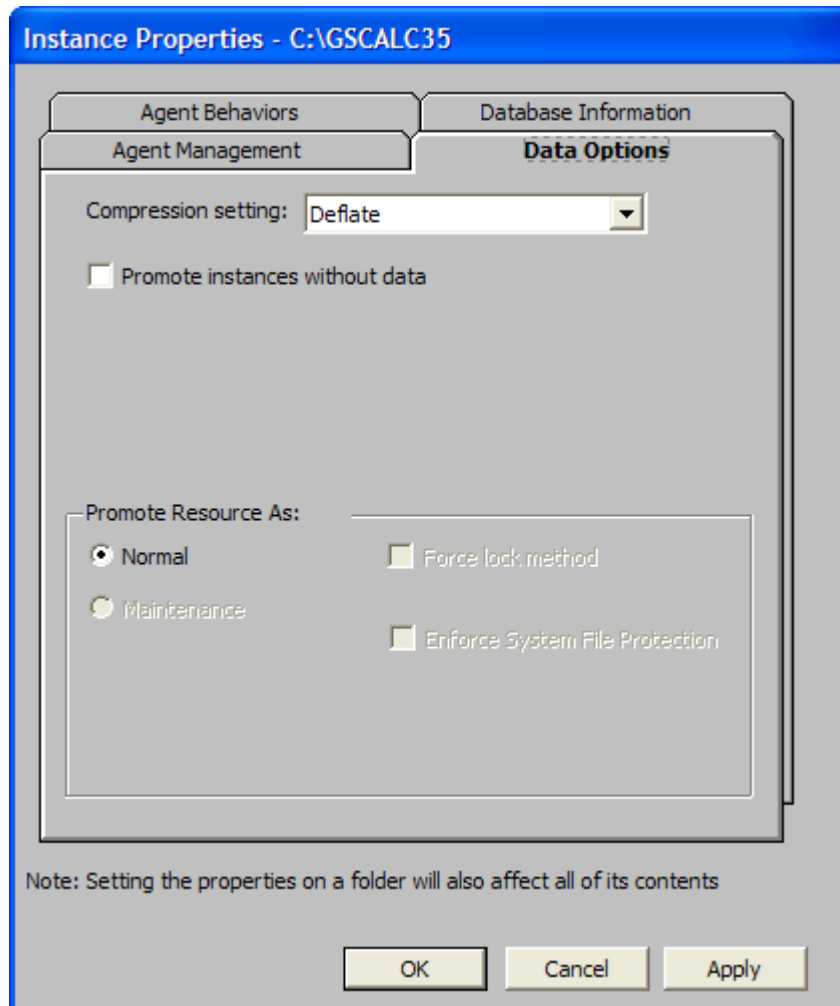 Instance Properties - C:\GSCALC35
Agent Behaviors
Database Information
Agent Management
Data Options
Compression setting:
Deflate
Promote instances without data
Promote Resource As:
Normal
Force lock method
Maintenance
Enforce System File Protection
Note: Setting the properties on a folder will also affect all of its contents
OK
Cancel
Apply